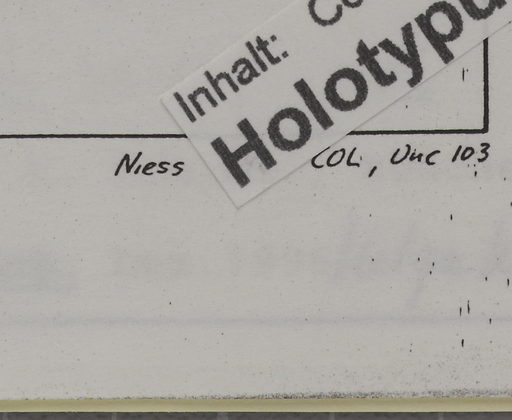 Inhalt:
Holotypu
Niess
COL, Unc 103